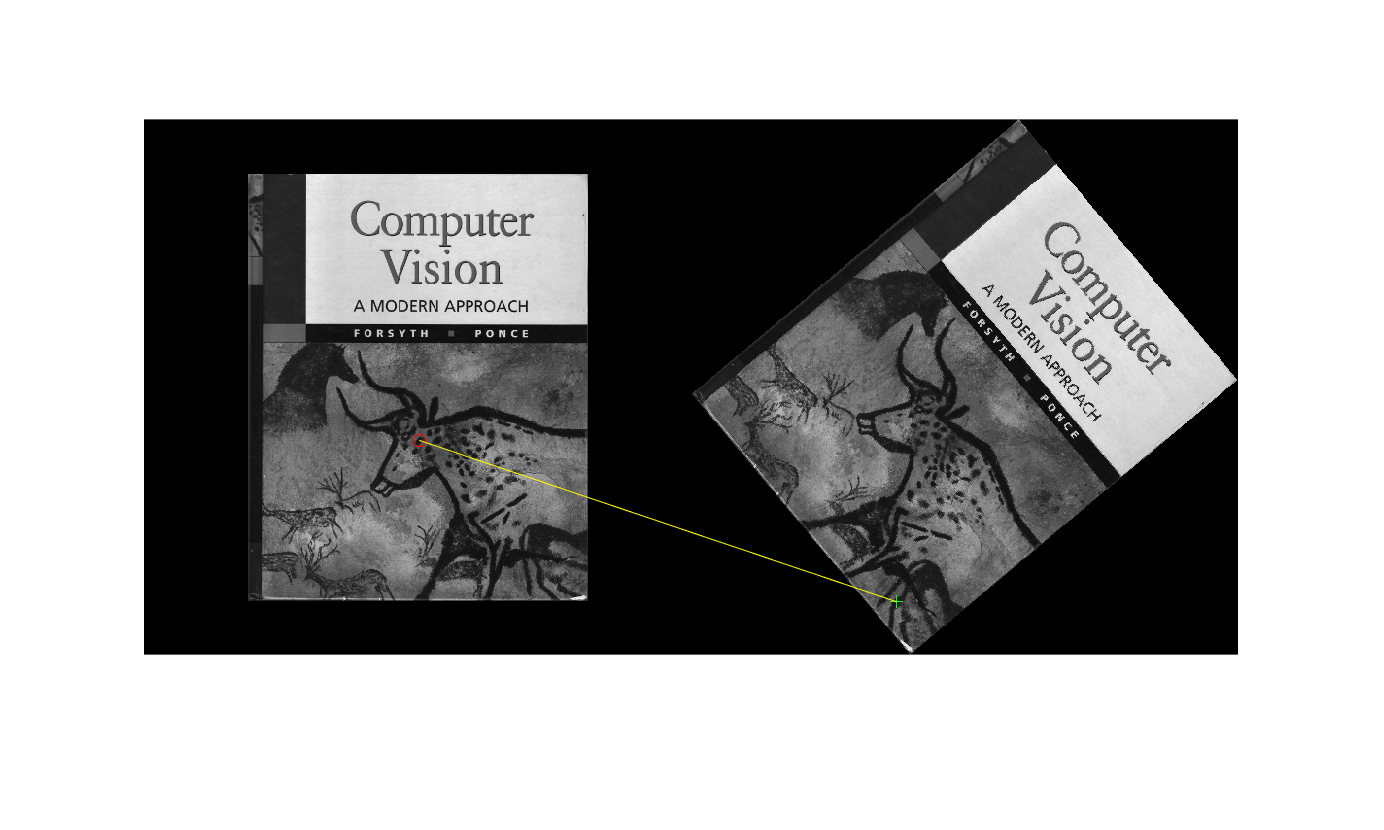 Computer
Vision
A MODERN APPROACH
FORSYTH ■ PONCE
Computer
Vision
A MODERN APPROACH
FORSYTH ■ PONCE